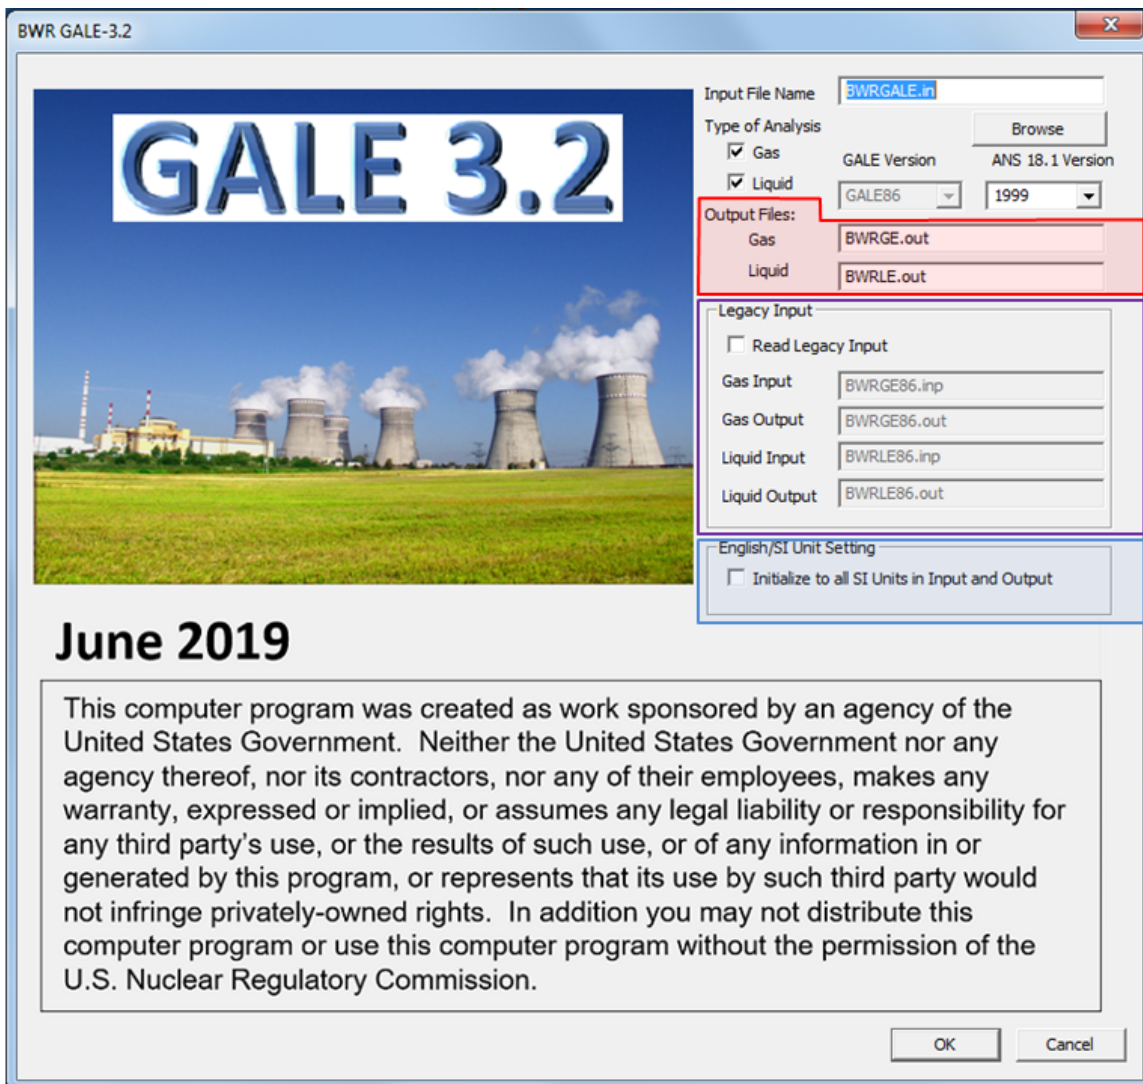 BWR GALE-3.2
GALE 3.2
Input File Name BWRGALE.in
Type of Analysis
Browse
Gas
GALE Version
ANS 18.1 Version
Liquid
GALE86
1999
Output Files:
Gas BWRGE.out
Liquid BWRLE.out
Legacy Input
Read Legacy Input
Gas Input BWRGE86.inp
Gas Output BWRGE86.out
Liquid Input BWRLE86.inp
Liquid Output BWRLE86.out
English/SI Unit Setting
Initialize to all SI Units in Input and Output
June 2019
This computer program was created as work sponsored by an agency of the
United States Government.  Neither the United States Government nor any
agency thereof, nor its contractors, nor any of their employees, makes any
warranty, expressed or implied, or assumes any legal liability or responsibility for
any third party's use, or the results of such use, or of any information in or
generated by this program, or represents that its use by such third party would
not infringe privately-owned rights.  In addition you may not distribute this
computer program or use this computer program without the permission of the
U.S. Nuclear Regulatory Commission.
OK
Cancel